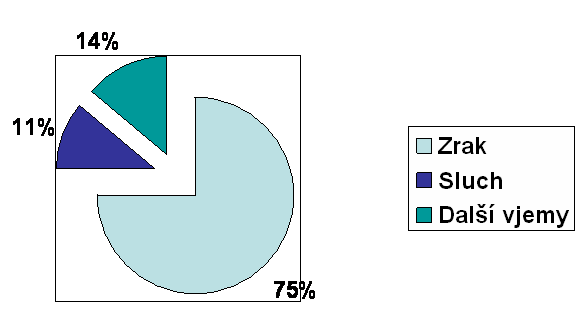 14%
11%
75%
Zrak
Sluch
Další vjemy